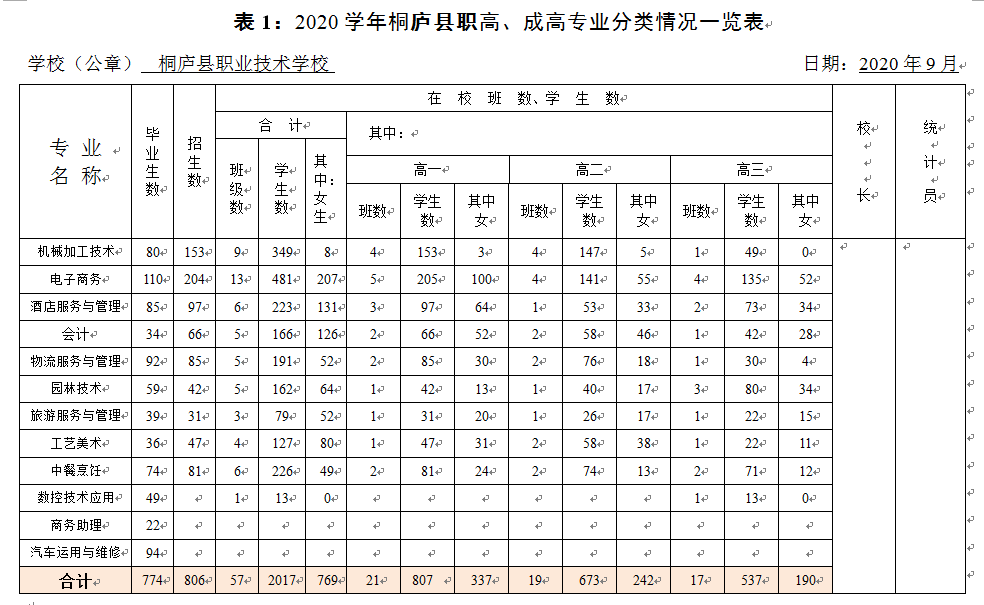 表 1：2020 学年桐庐县职高、成高专业分类情况一览表
学校（公章） 桐庐县职业技术学校 日期：2020 年 9 月
专 业 名 称 毕业生数 招生数 在 校 班 数、学 生 数 校长 统计员
合 计 其中：
班级数 学生数 其中：女生 高一 高二 高三
班数 学生数 其中女 班数 学生数 其中女 班数 学生数 其中女
机械加工技术 80 153 9 349 8 4 153 3 4 147 5 1 49 0
电子商务 110 204 13 481 207 5 205 100 4 141 55 4 135 52
酒店服务与管理 85 97 6 223 131 3 97 64 1 53 33 2 73 34
会计 34 66 5 166 126 2 66 52 2 58 46 1 42 28
物流服务与管理 92 85 5 191 52 2 85 30 2 76 18 1 30 4
园林技术 59 42 5 162 64 1 42 13 1 40 17 3 80 34
旅游服务与管理 39 31 3 79 52 1 31 20 1 26 17 1 22 15
工艺美术 36 47 4 127 80 1 47 31 2 58 38 1 22 11
中餐烹饪 74 81 6 226 49 2 81 24 2 74 13 2 71 12
数控技术应用 49 1 13 0 1 13 0
商务助理 22
汽车运用与维修 94
合计 774 806 57 2017 769 21 807 337 19 673 242 17 537 190